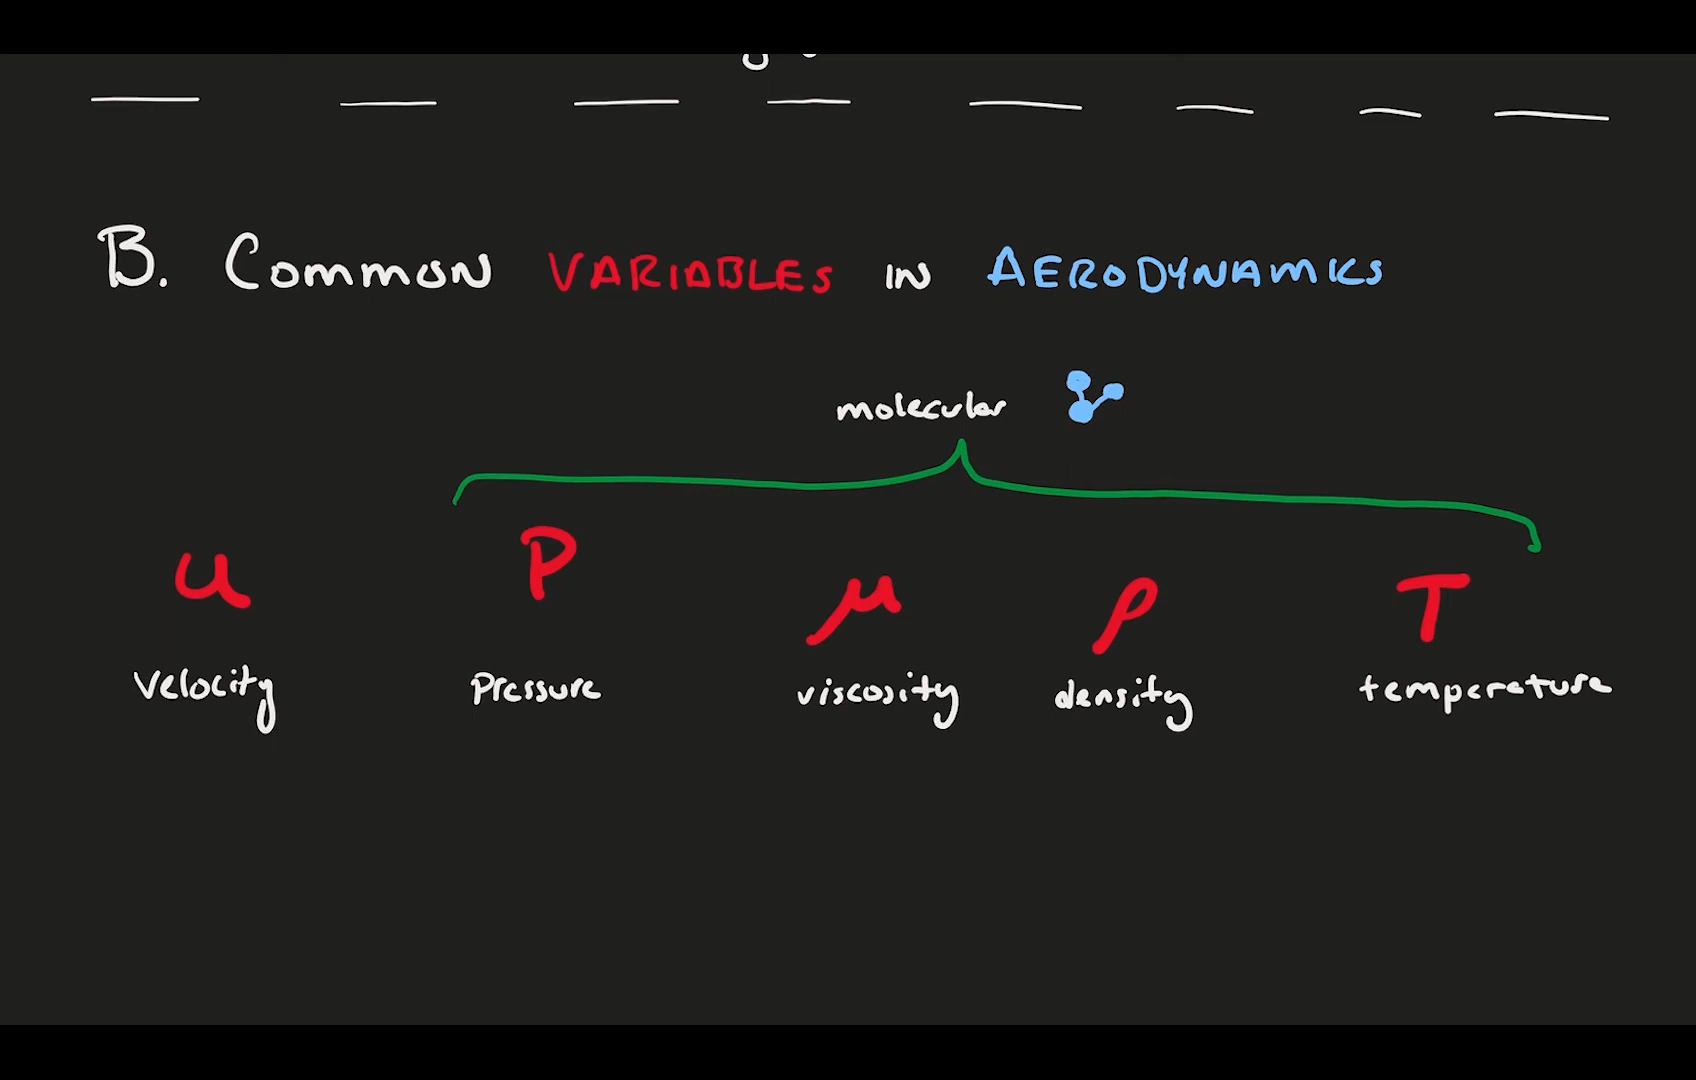 B. Common VARIABLES in AERODYNAMICS
molecular
u P μ ρ T
velocity pressure viscosity density temperature